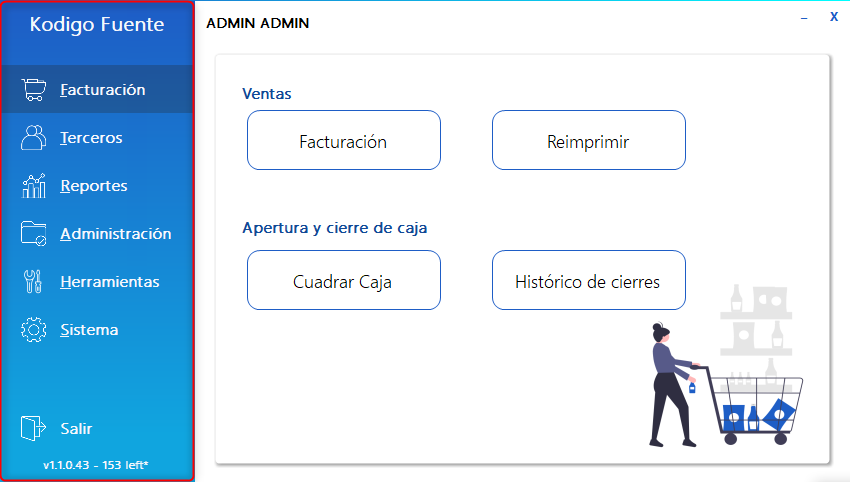 Kodigo Fuente
Facturación
Terceros
Reportes
Administración
Herramientas
Sistema
Salir
v1.1.0.43 - 153 left*
ADMIN ADMIN
– X
Ventas
Facturación
Reimprimir
Apertura y cierre de caja
Cuadrar Caja
Histórico de cierres